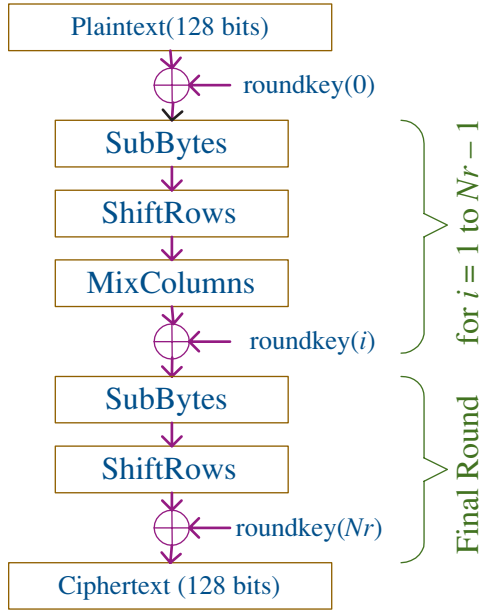 Plaintext(128 bits)
roundkey(0)
SubBytes
ShiftRows
MixColumns
roundkey(i)
for i = 1 to Nr − 1
SubBytes
ShiftRows
roundkey(Nr)
Final Round
Ciphertext (128 bits)